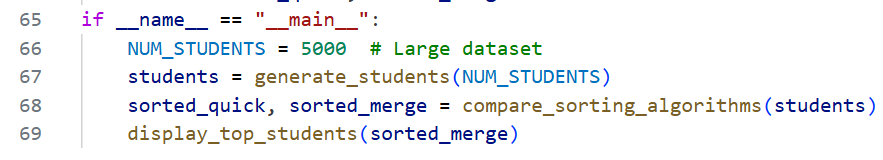 65 if __name__ == "__main__":
66     NUM_STUDENTS = 5000  # Large dataset
67     students = generate_students(NUM_STUDENTS)
68     sorted_quick, sorted_merge = compare_sorting_algorithms(students)
69     display_top_students(sorted_merge)